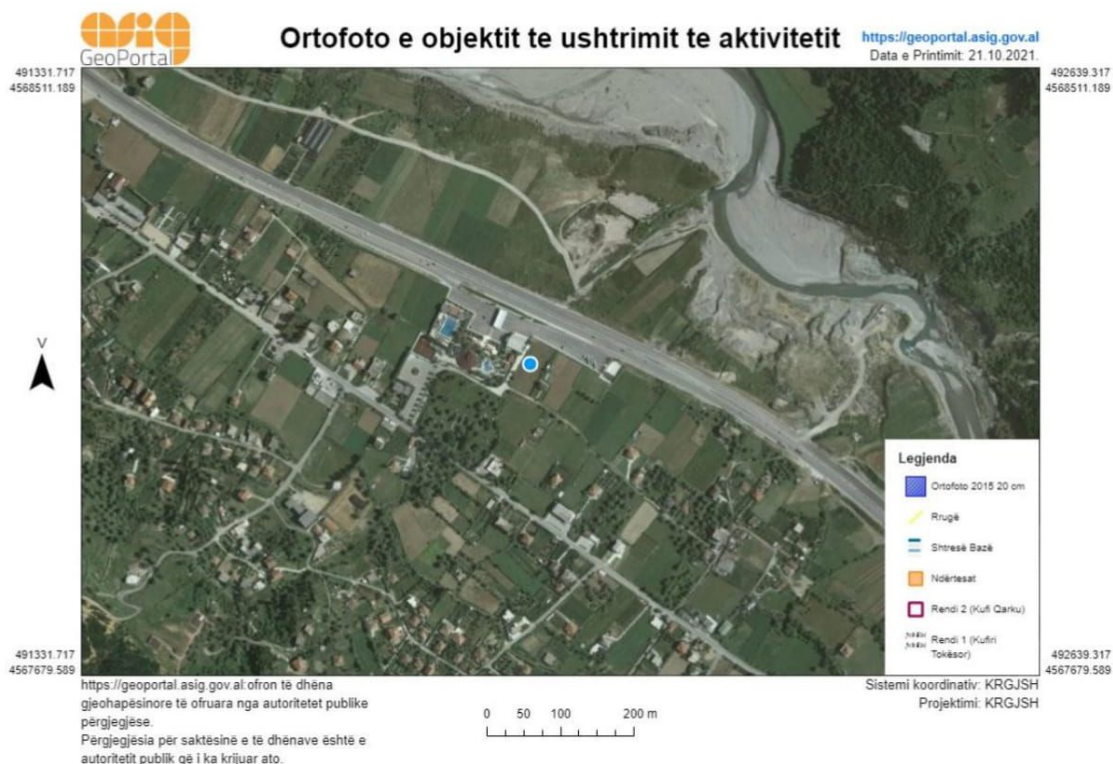 asig
GeoPortal
Ortofoto e objektit te ushtrimit te aktivitetit
https://geoportal.asig.gov.al
Data e Printimit: 21.10.2021.
491331.717
4568511.189
492639.317
4568511.189
V
Legjenda
Ortofoto 2015 20 cm
Rrugë
Shtresë Bazë
Ndërtesat
Rendi 2 (Kufi Qarku)
Rendi 1 (Kufiri
Tokësor)
491331.717
4567679.589
492639.317
4567679.589
https://geoportal.asig.gov.al:ofron të dhëna
gjeohapësinore të ofruara nga autoritetet publike
përgjegjëse.
Përgjegjësia për saktësinë e të dhënave është e
autoritetit publik që i ka krijuar ato.
0 50 100 200 m
Sistemi koordinativ: KRGJSH
Projektimi: KRGJSH